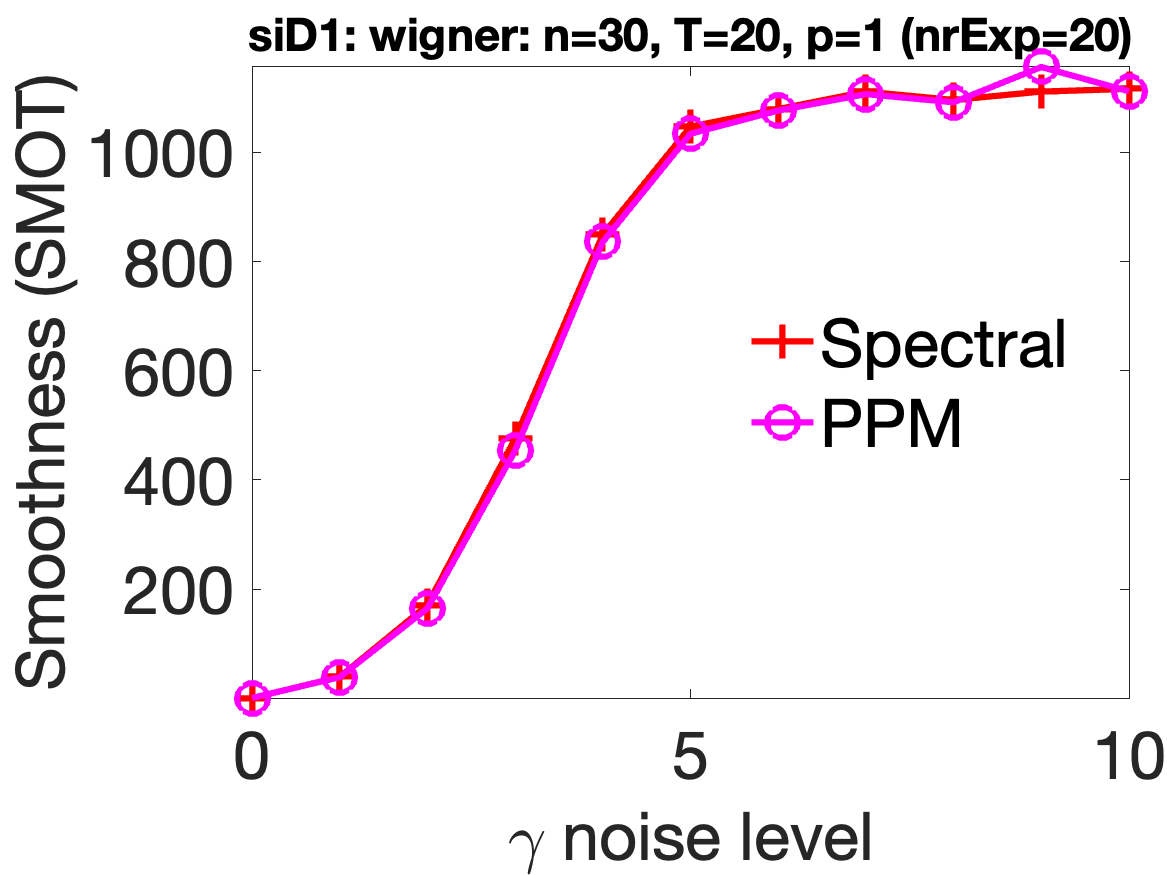 siD1: wigner: n=30, T=20, p=1 (nrExp=20)
Smoothness (SMOT)
1000
800
600
400
200
Spectral
PPM
0 5 10
γ noise level